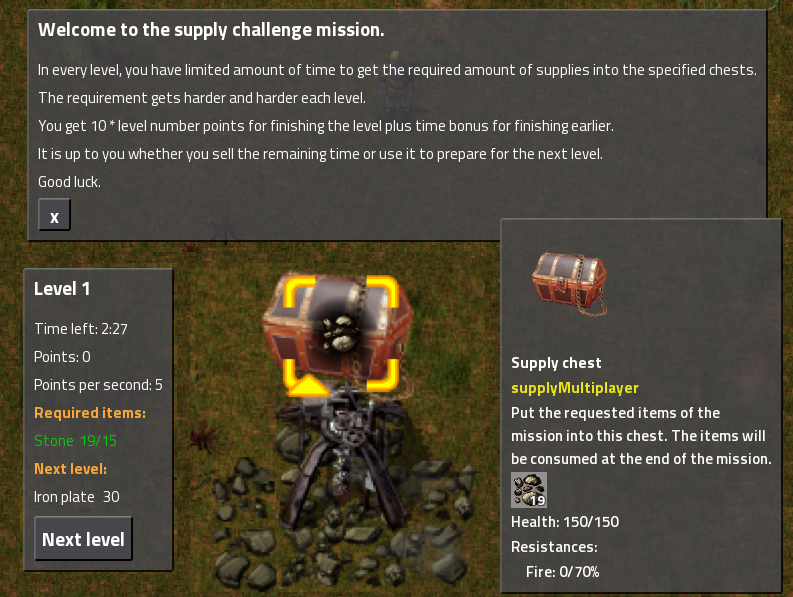 Welcome to the supply challenge mission.
In every level, you have limited amount of time to get the required amount of supplies into the specified chests.
The requirement gets harder and harder each level.
You get 10 * level number points for finishing the level plus time bonus for finishing earlier.
It is up to you whether you sell the remaining time or use it to prepare for the next level.
Good luck.
x
Level 1
Time left: 2:27
Points: 0
Points per second: 5
Required items:
Stone 19/15
Next level:
Iron plate 30
Next level
Supply chest
supplyMultiplayer
Put the requested items of the
mission into this chest. The items will
be consumed at the end of the mission.
19
Health: 150/150
Resistances:
Fire: 0/70%